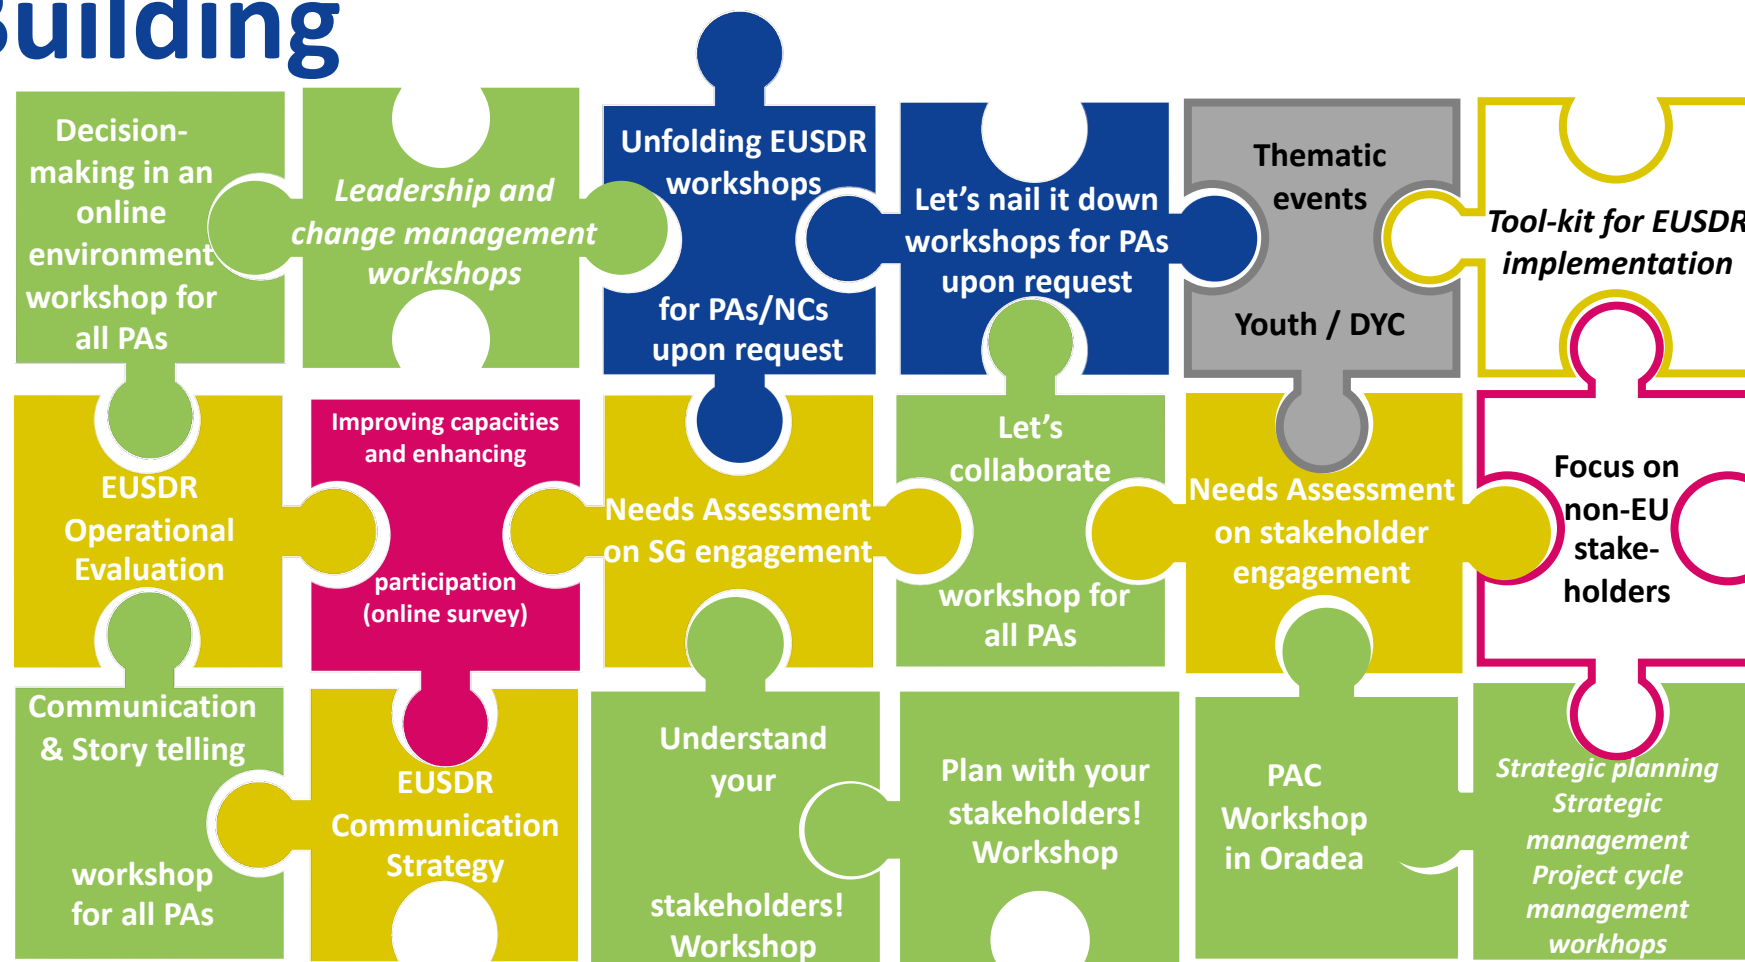 Building
Decision-
making in an
online
environment
workshop for
all PAs
Leadership and
change management
workshops
Unfolding EUSDR
workshops
for PAs/NCs
upon request
Let's nail it down
workshops for PAs
upon request
Thematic
events
Youth / DYC
Tool-kit for EUSDR
implementation
EUSDR
Operational
Evaluation
Improving capacities
and enhancing
participation
(online survey)
Needs Assessment
on SG engagement
Let's
collaborate
workshop for
all PAs
Needs Assessment
on stakeholder
engagement
Focus on
non-EU
stake-
holders
Communication
& Story telling
workshop
for all PAs
EUSDR
Communication
Strategy
Understand
your
stakeholders!
Workshop
Plan with your
stakeholders!
Workshop
PAC
Workshop
in Oradea
Strategic planning
Strategic
management
Project cycle
management
workhops